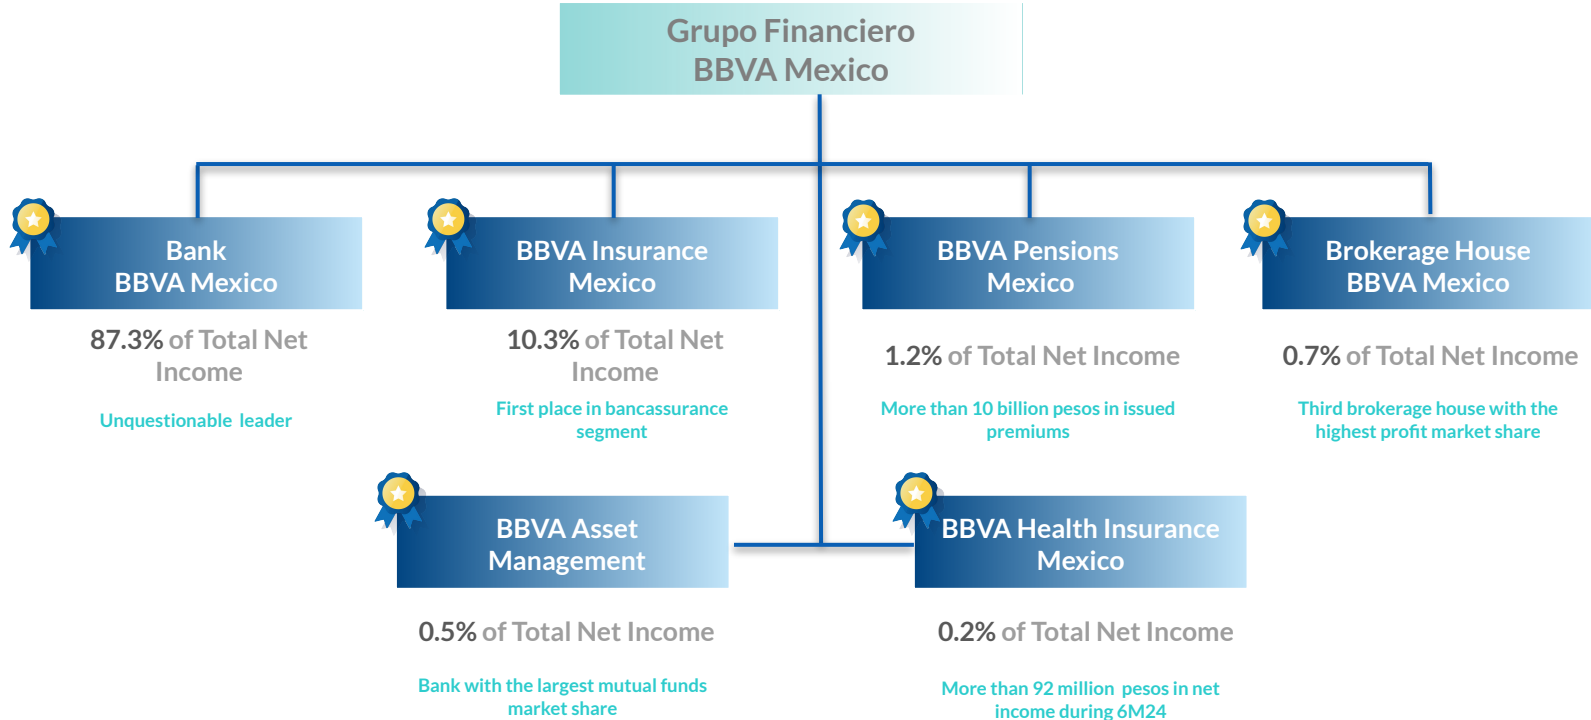 Grupo Financiero
BBVA Mexico
Bank
BBVA Mexico
87.3% of Total Net
Income
Unquestionable leader
BBVA Insurance
Mexico
10.3% of Total Net
Income
First place in bancassurance
segment
BBVA Pensions
Mexico
1.2% of Total Net Income
More than 10 billion pesos in issued
premiums
Brokerage House
BBVA Mexico
0.7% of Total Net Income
Third brokerage house with the
highest profit market share
BBVA Asset
Management
0.5% of Total Net Income
Bank with the largest mutual funds
market share
BBVA Health Insurance
Mexico
0.2% of Total Net Income
More than 92 million pesos in net
income during 6M24